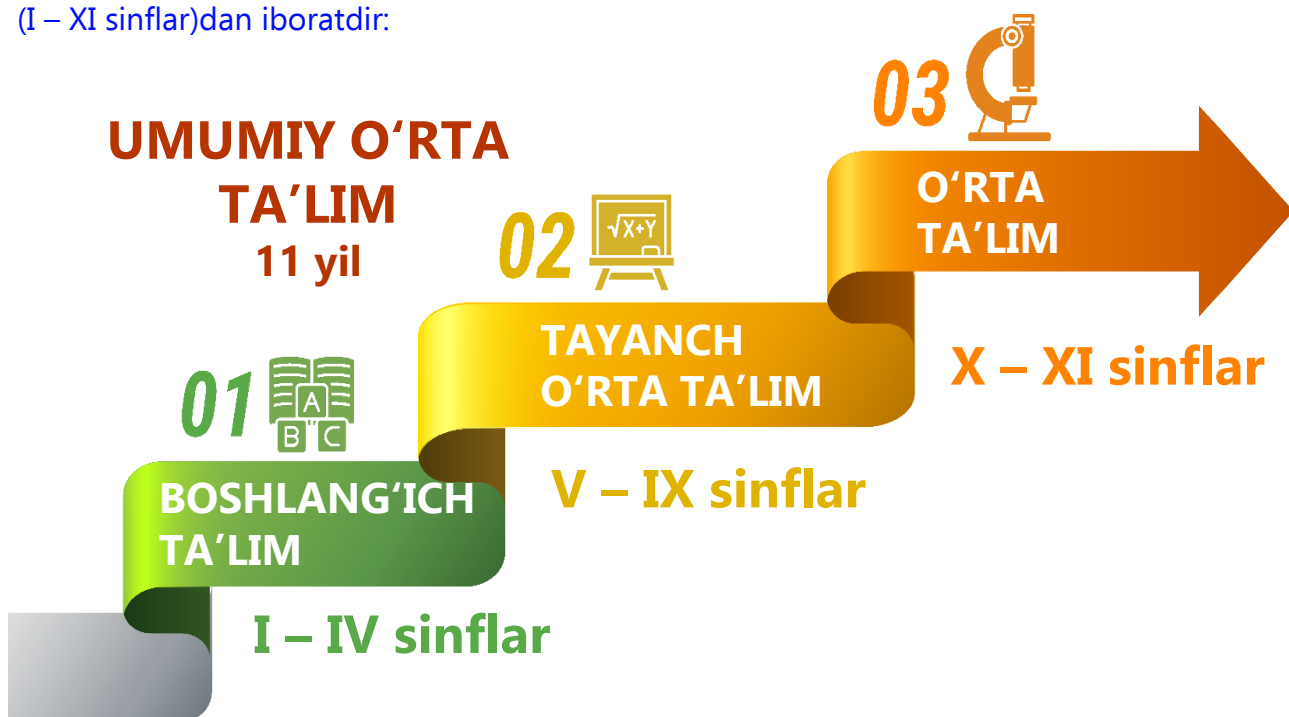 (I – XI sinflar)dan iboratdir:
UMUMIY O‘RTA
TA’LIM
11 yil
01
A
B C
BOSHLANG‘ICH
TA’LIM
I – IV sinflar
02
√X+Y
TAYANCH
O‘RTA TA’LIM
V – IX sinflar
03
O‘RTA
TA’LIM
X – XI sinflar